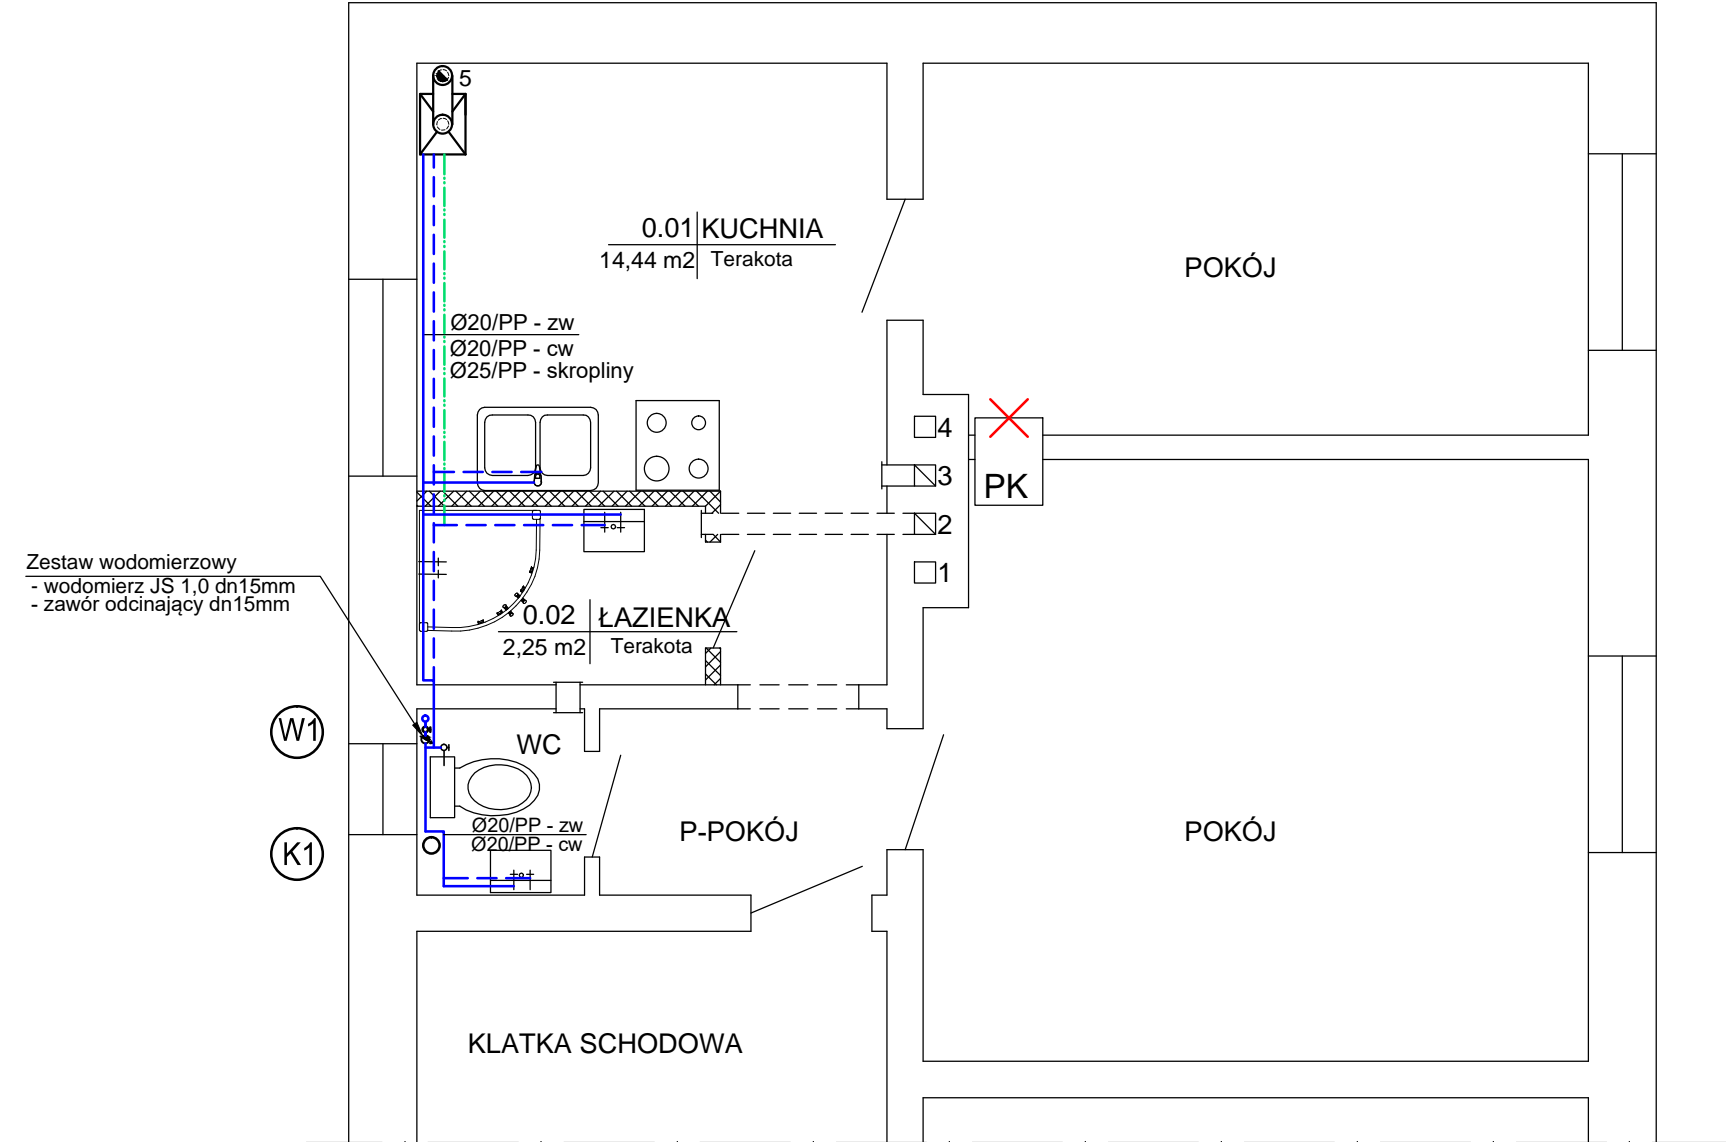 5
0.01 KUCHNIA
14,44 m2 Terakota
POKÓJ
Ø20/PP - zw
Ø20/PP - cw
Ø25/PP - skropliny
4
3
PK
2
1
Zestaw wodomierzowy
- wodomierz JS 1,0 dn15mm
- zawór odcinający dn15mm
0.02 ŁAZIENKA
2,25 m2 Terakota
W1
WC
Ø20/PP - zw
Ø20/PP - cw
P-POKÓJ
POKÓJ
K1
KLATKA SCHODOWA